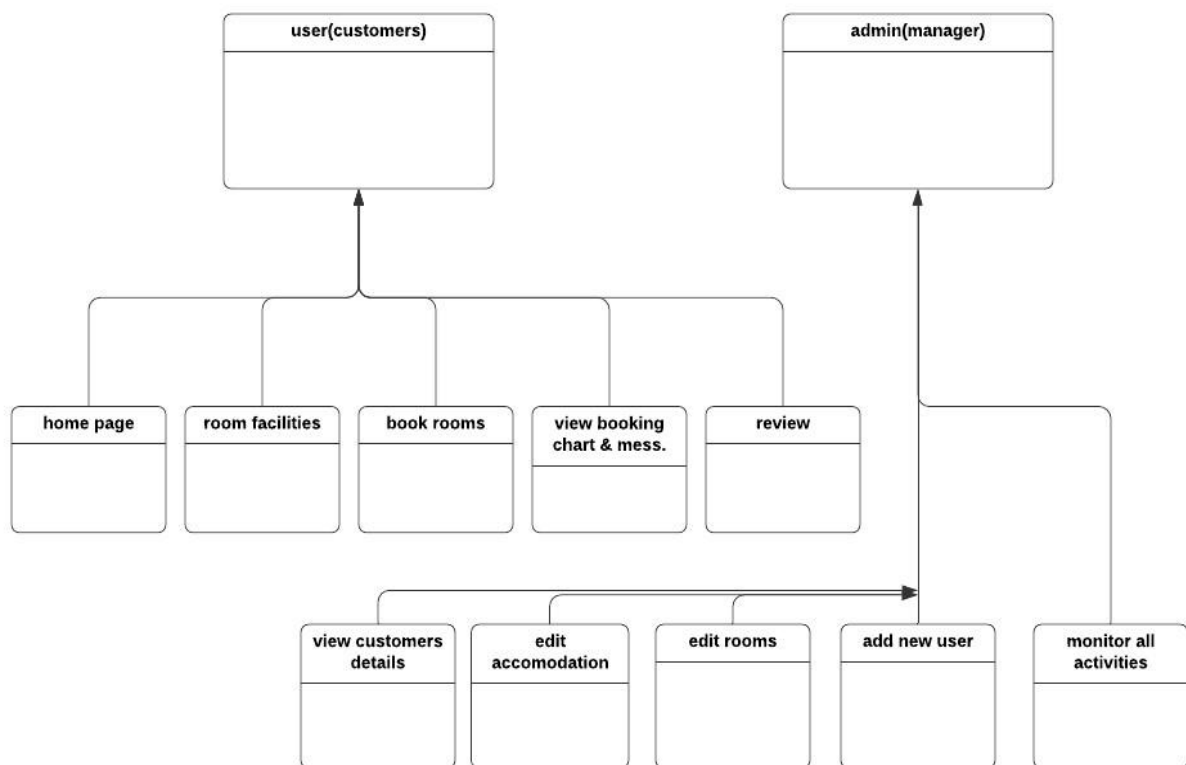 user(customers)
admin(manager)
home page
room facilities
book rooms
view booking
chart & mess.
review
view customers
details
edit
accomodation
edit rooms
add new user
monitor all
activities